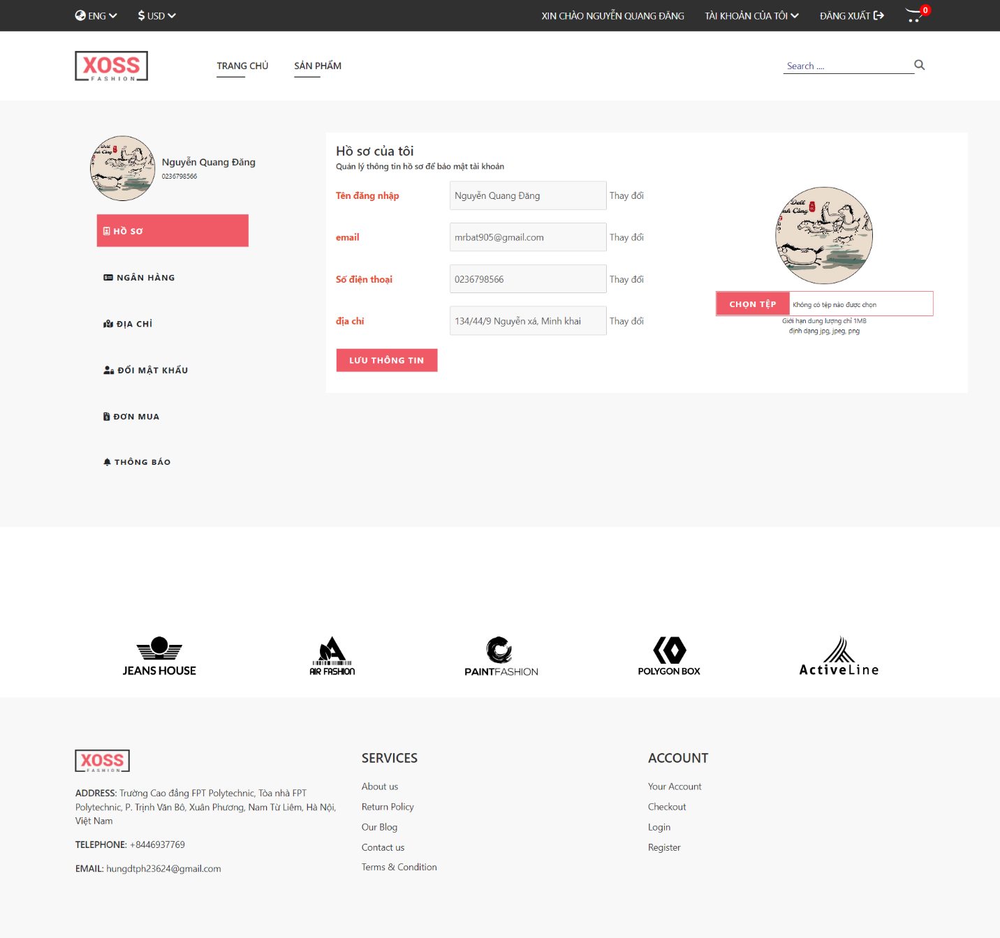 ENG
USD
XIN CHÀO NGUYỄN QUANG ĐĂNG
TÀI KHOẢN CỦA TÔI
ĐĂNG XUẤT
0
XOSS
FASHION
TRANG CHỦ
SẢN PHẨM
Search ....
Nguyễn Quang Đăng
0236798566
HỒ SƠ
NGÂN HÀNG
ĐỊA CHỈ
ĐỔI MẬT KHẨU
ĐƠN MUA
THÔNG BÁO
Hồ sơ của tôi
Quản lý thông tin hồ sơ để bảo mật tài khoản
Tên đăng nhập
Nguyễn Quang Đăng
Thay đổi
email
mrbat905@gmail.com
Thay đổi
Số điện thoại
0236798566
Thay đổi
địa chỉ
134/44/9 Nguyễn xá, Minh khai
Thay đổi
LƯU THÔNG TIN
Dell
CHỌN TỆP
Không có tệp nào được chọn
Giới hạn dung lượng chỉ 1MB
định dạng jpg, jpeg, png
JEANS HOUSE
AIR FASHION
PAINTFASHION
POLYGON BOX
ActiveLine
XOSS
FASHION
ADDRESS: Trường Cao đẳng FPT Polytechnic, Tòa nhà FPT
Polytechnic, P. Trịnh Văn Bô, Xuân Phương, Nam Từ Liêm, Hà Nội,
Việt Nam
TELEPHONE: +8446937769
EMAIL: hungdtph23624@gmail.com
SERVICES
About us
Return Policy
Our Blog
Contact us
Terms & Condition
ACCOUNT
Your Account
Checkout
Login
Register